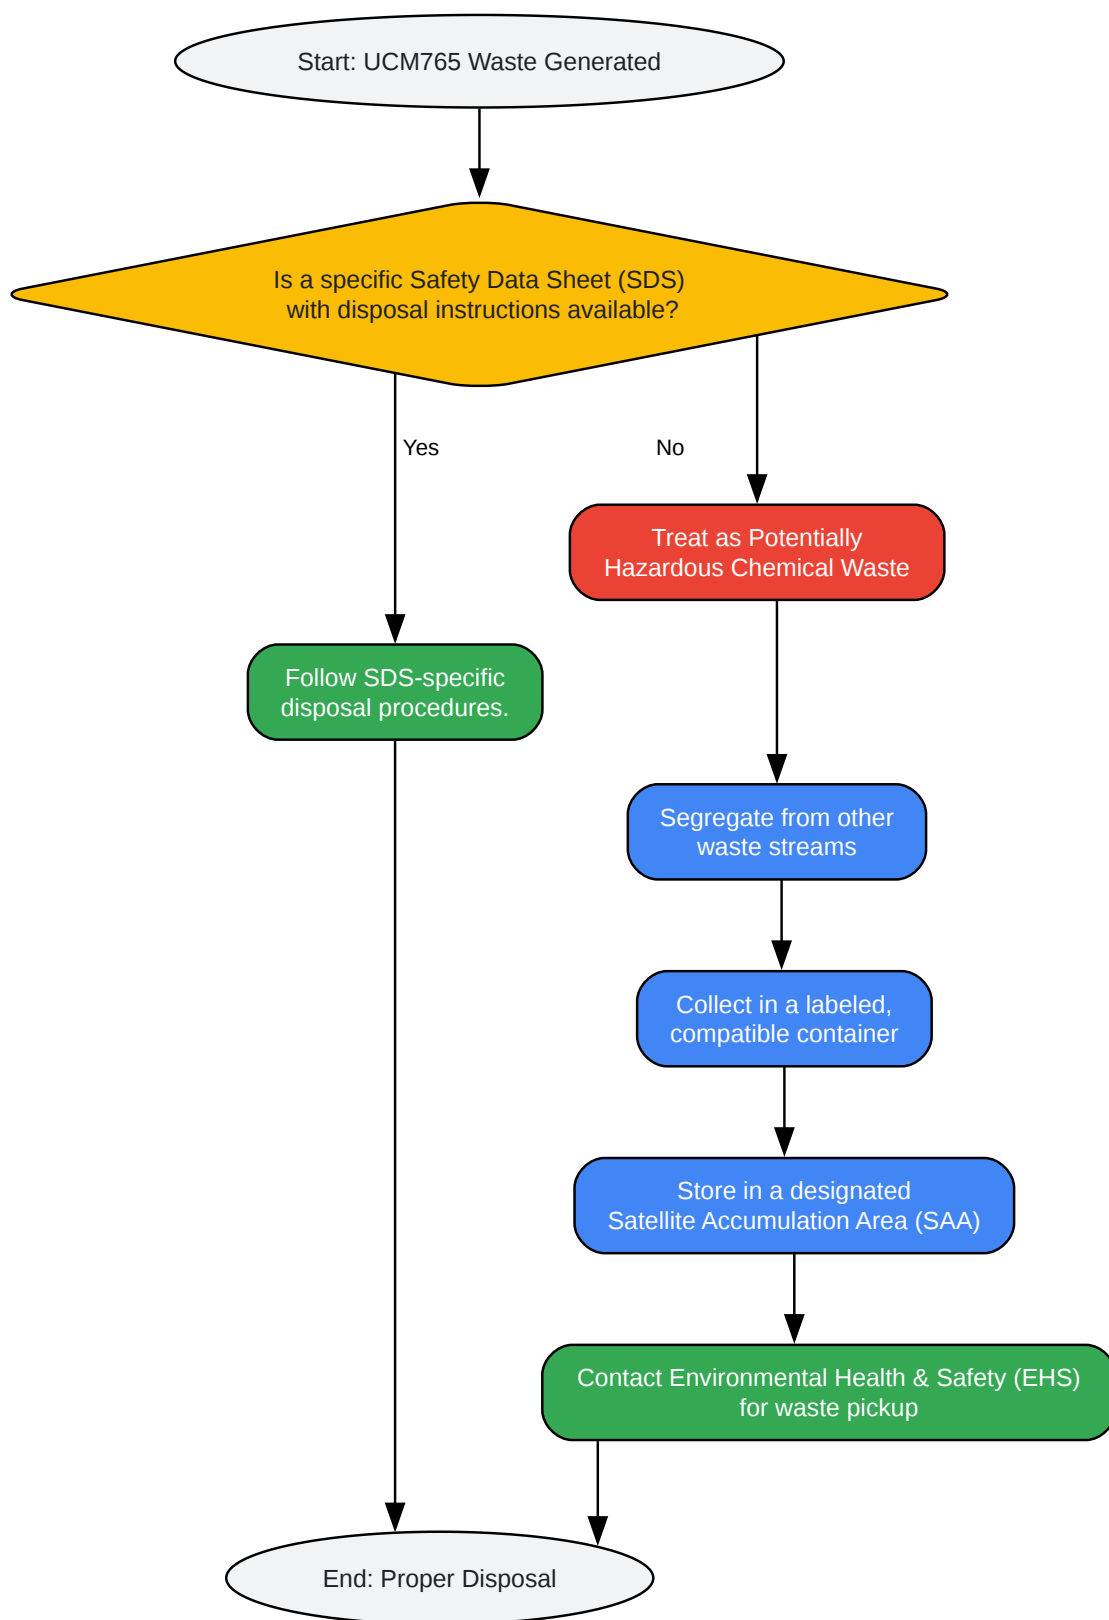 Start: UCM765 Waste Generated
Is a specific Safety Data Sheet (SDS)
with disposal instructions available?
Yes
No
Treat as Potentially
Hazardous Chemical Waste
Follow SDS-specific
disposal procedures.
Segregate from other
waste streams
Collect in a labeled,
compatible container
Store in a designated
Satellite Accumulation Area (SAA)
Contact Environmental Health & Safety (EHS)
for waste pickup
End: Proper Disposal